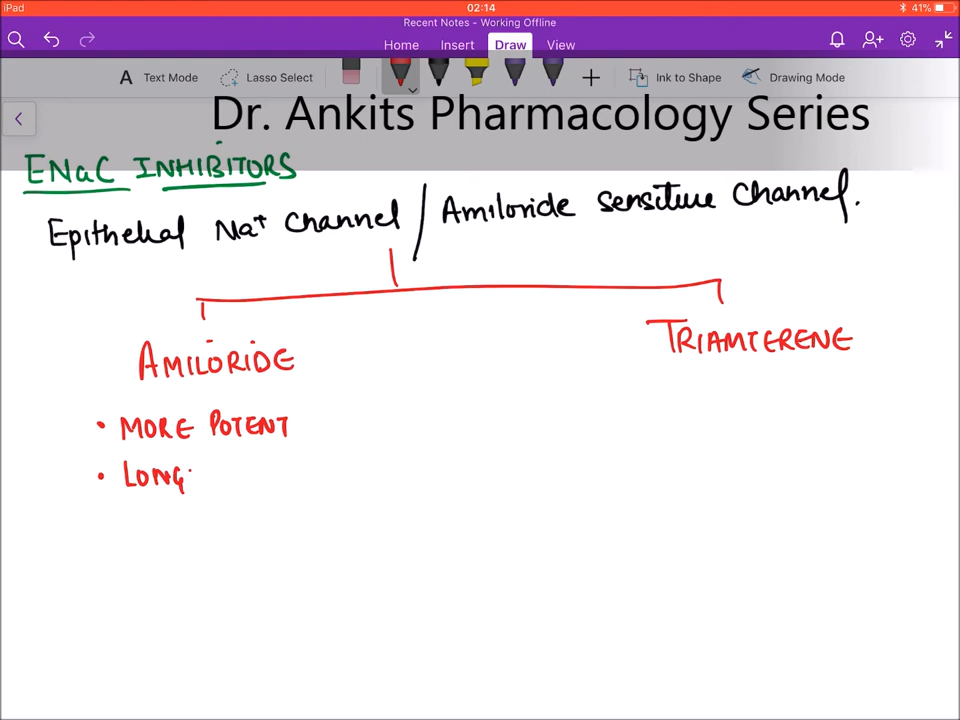 iPad 02:14 41%
Recent Notes - Working Offline
Home Insert Draw View
A Text Mode Lasso Select Ink to Shape Drawing Mode
Dr. Ankits Pharmacology Series
ENaC INHIBITORS
Epithelial Na+ Channel / Amiloride Sensitive Channel.
AMILORIDE TRIAMTERENE
• MORE POTENT
• LONG